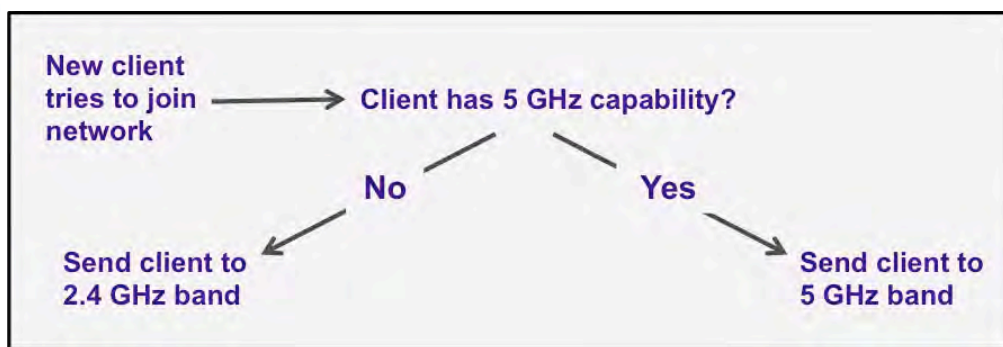 New client
tries to join
network
Client has 5 GHz capability?
No
Yes
Send client to
2.4 GHz band
Send client to
5 GHz band